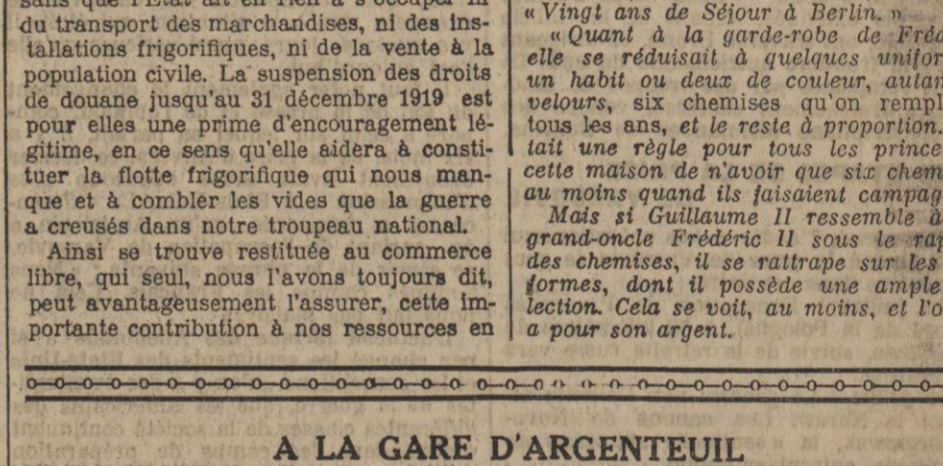 sans que l'État ait en rien à s'occuper ni
du transport des marchandises, ni des ins-
tallations frigorifiques, ni de la vente à la
population civile. La suspension des droits
de douane jusqu'au 31 décembre 1919 est
pour elles une prime d'encouragement lé-
gitime, en ce sens qu'elle aidera à consti-
tuer la flotte frigorifique qui nous man-
que et à combler les vides que la guerre
a creusés dans notre troupeau national.
Ainsi se trouve restituée au commerce
libre, qui seul, nous l'avons toujours dit,
peut avantageusement l'assurer, cette im-
portante contribution à nos ressources en
« Vingt ans de Séjour à Berlin. »
« Quant à la garde-robe de Fréd
elle se réduisait à quelques unifor
un habit ou deux de couleur, autan
velours, six chemises qu'on rempl
tous les ans, et le reste à proportion.
tait une règle pour tous les prince
cette maison de n'avoir que six chem
au moins quand ils faisaient campag
Mais si Guillaume II ressemble à
grand-oncle Frédéric II sous le rap
des chemises, il se rattrape sur les
formes, dont il possède une ample
lection. Cela se voit, au moins, et l'o
a pour son argent.
A LA GARE D'ARGENTEUIL